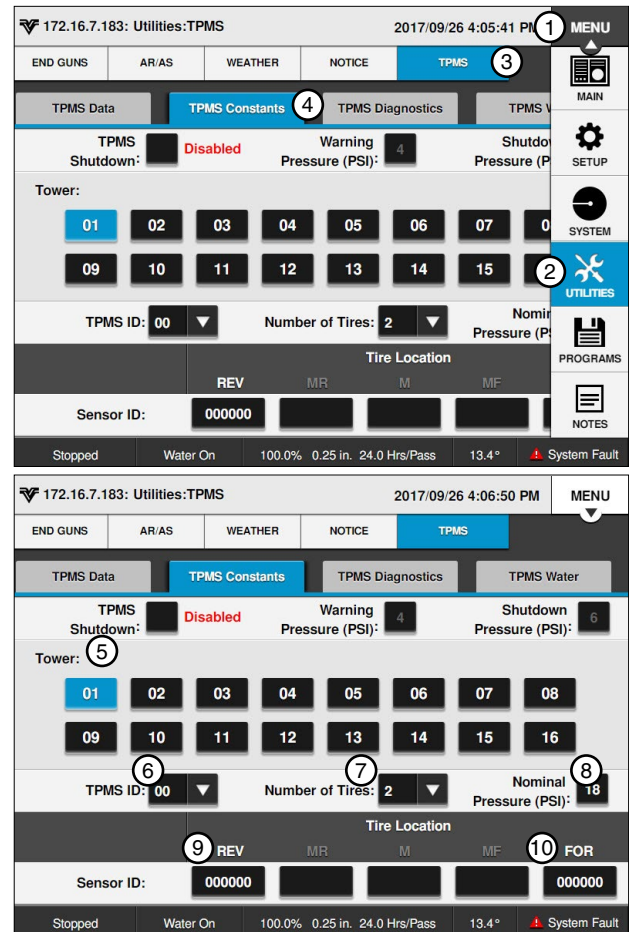 172.16.7.183: Utilities:TPMS 2017/09/26 4:05:41 PM 1 MENU
END GUNS AR/AS WEATHER NOTICE TPMS 3
MAIN
TPMS Data TPMS Constants 4 TPMS Diagnostics TPMS
TPMS Shutdown: Disabled Warning Pressure (PSI): 4 Shutdo Pressure (P
SETUP
Tower:
01 02 03 04 05 06 07 0
SYSTEM
09 10 11 12 13 14 15
2 UTILITIES
TPMS ID: 00 Number of Tires: 2 Nomin Pressure (PS
PROGRAMS
Tire Location
REV MR M MF
Sensor ID: 000000
NOTES
Stopped Water On 100.0% 0.25 in. 24.0 Hrs/Pass 13.4° System Fault
172.16.7.183: Utilities:TPMS 2017/09/26 4:06:50 PM MENU
END GUNS AR/AS WEATHER NOTICE TPMS
TPMS Data TPMS Constants TPMS Diagnostics TPMS Water
TPMS Shutdown: Disabled Warning Pressure (PSI): 4 Shutdown Pressure (PSI): 6
Tower: 5
01 02 03 04 05 06 07 08
09 10 11 12 13 14 15 16
6 7 8
TPMS ID: 00 Number of Tires: 2 Nominal Pressure (PSI): 18
Tire Location
9 REV MR M MF 10 FOR
Sensor ID: 000000 000000
Stopped Water On 100.0% 0.25 in. 24.0 Hrs/Pass 13.4° System Fault